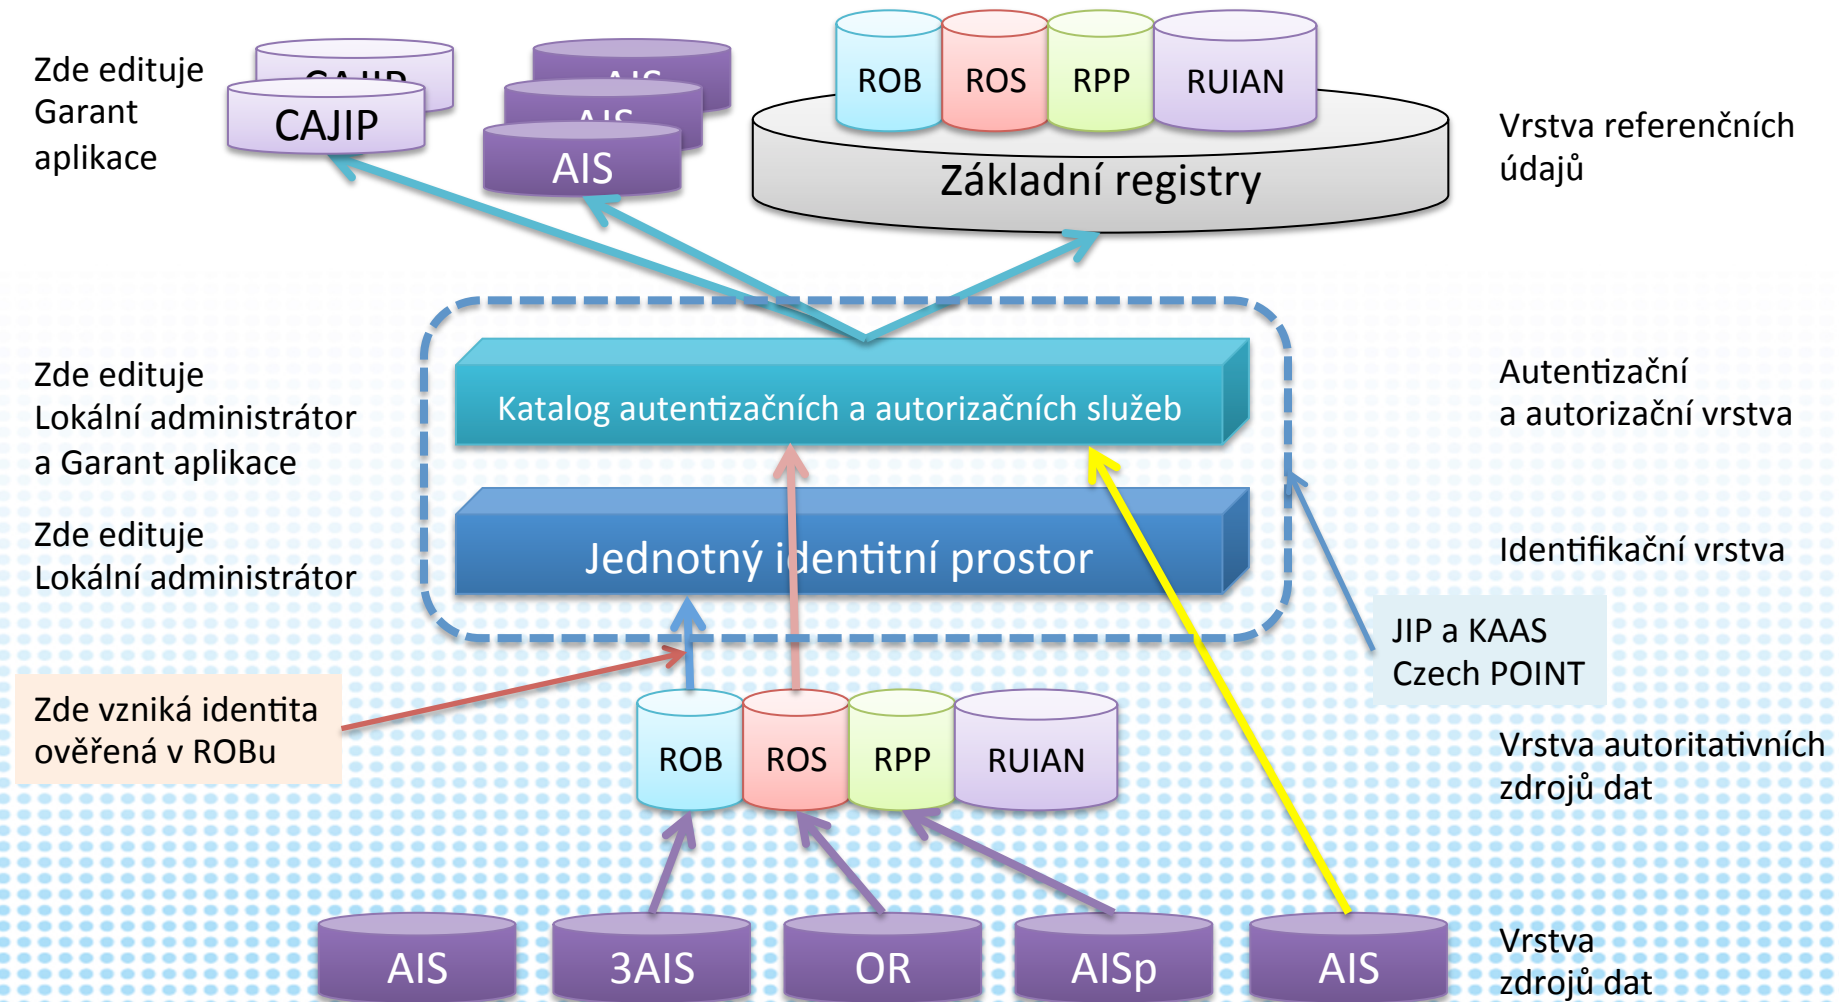 Zde edituje
Garant
aplikace
CAJIP
CAJIP
AIS
AIS
AIS
ROB
ROS
RPP
RUIAN
Základní registry
Vrstva referenčních
údajů
Zde edituje
Lokální administrátor
a Garant aplikace
Katalog autentizačních a autorizačních služeb
Autentizační
a autorizační vrstva
Zde edituje
Lokální administrátor
Jednotný identitní prostor
Identifikační vrstva
JIP a KAAS
Czech POINT
Zde vzniká identita
ověřená v ROBu
ROB
ROS
RPP
RUIAN
Vrstva autoritativních
zdrojů dat
AIS
3AIS
OR
AISp
AIS
Vrstva
zdrojů dat